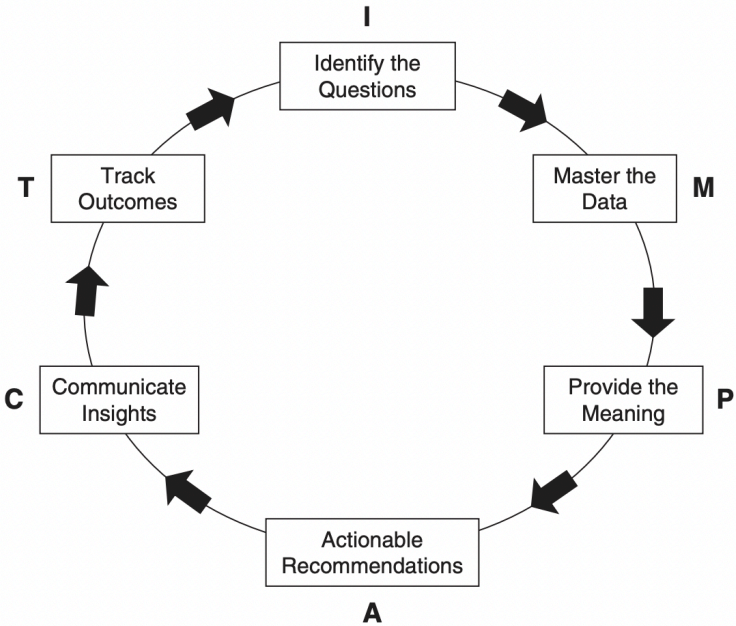 I
Identify the
Questions
M
Master the
Data
P
Provide the
Meaning
A
Actionable
Recommendations
C
Communicate
Insights
T
Track
Outcomes